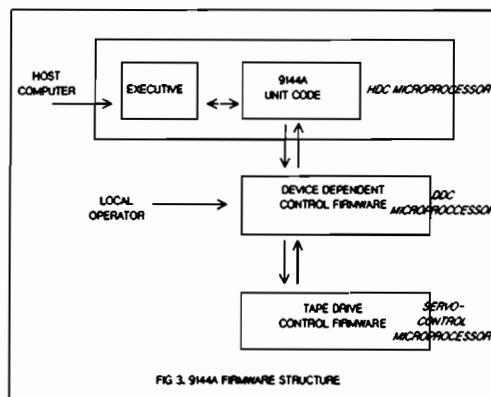 HOST
COMPUTER
EXECUTIVE
9144A
UNIT CODE
HDC MICROPROCESSOR
LOCAL
OPERATOR
DEVICE DEPENDENT
CONTROL FIRMWARE
DDC
MICROPROCCESSOR
TAPE DRIVE
CONTROL FIRMWARE
SERVO-
CONTROL
MICROPROCESSOR
FIG 3. 9144A FIRMWARE STRUCTURE